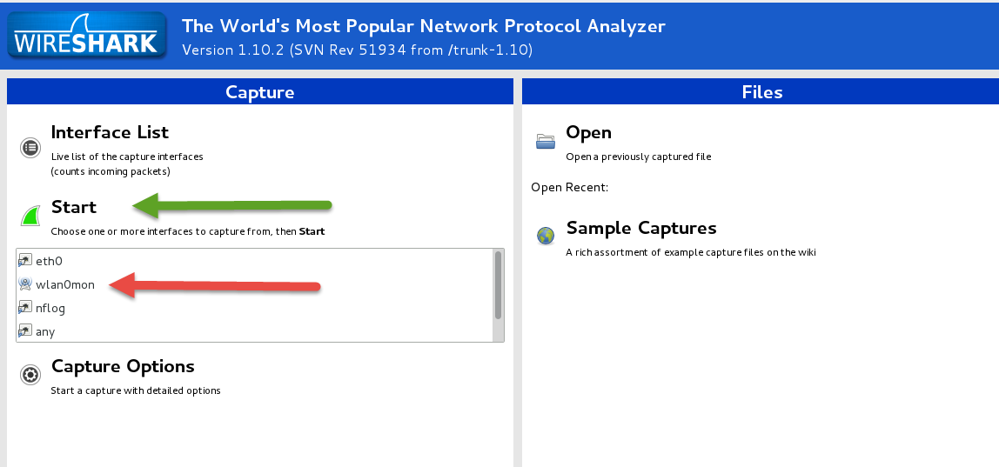 WIRESHARK
The World's Most Popular Network Protocol Analyzer
Version 1.10.2 (SVN Rev 51934 from /trunk-1.10)
Capture
Interface List
Live list of the capture interfaces
(counts incoming packets)
Start
Choose one or more interfaces to capture from, then Start
eth0
wlan0mon
nflog
any
Capture Options
Start a capture with detailed options
Files
Open
Open a previously captured file
Open Recent:
Sample Captures
A rich assortment of example capture files on the wiki